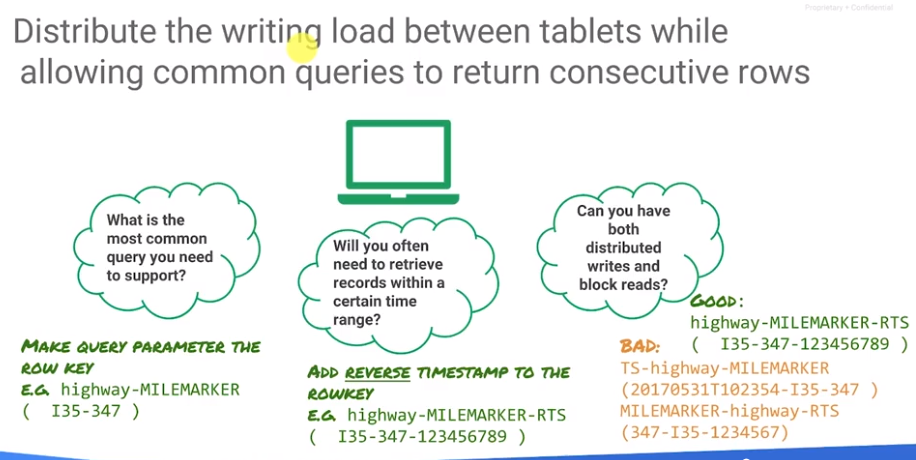 Proprietary + Confidential
Distribute the writing load between tablets while
allowing common queries to return consecutive rows
What is the
most common
query you need
to support?
MAKE QUERY PARAMETER THE
ROW KEY
E.G. highway-MILEMARKER
( I35-347 )
Will you often
need to retrieve
records within a
certain time
range?
ADD REVERSE TIMESTAMP TO THE
ROWKEY
E.G. highway-MILEMARKER-RTS
( I35-347-123456789 )
Can you have
both
distributed
writes and
block reads?
GOOD:
highway-MILEMARKER-RTS
( I35-347-123456789 )
BAD:
TS-highway-MILEMARKER
(20170531T102354-I35-347 )
MILEMARKER-highway-RTS
(347-I35-1234567)